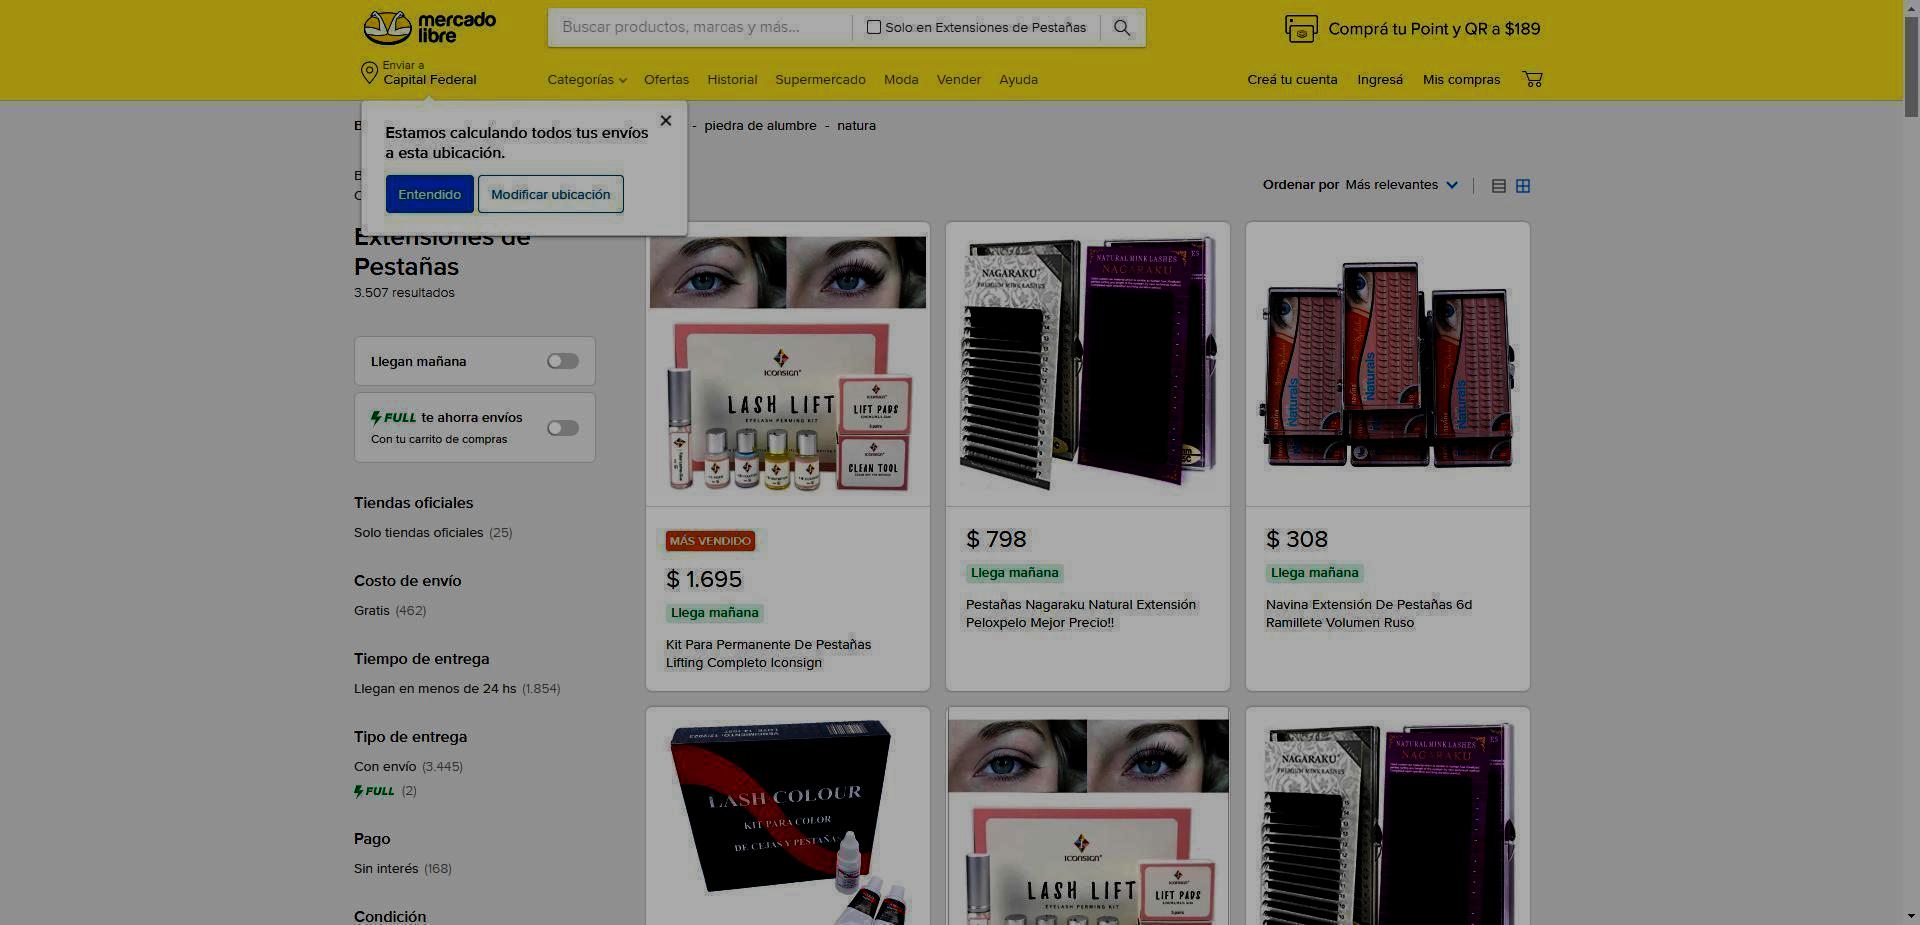 mercado
libre
Buscar productos, marcas y más...
Solo en Extensiones de Pestañas
Comprá tu Point y QR a $189
Enviar a
Capital Federal
Categorías Ofertas Historial Supermercado Moda Vender Ayuda
Creá tu cuenta Ingresá Mis compras
B
- piedra de alumbre - natura
Estamos calculando todos tus envíos
a esta ubicación.
Entendido Modificar ubicación
Ordenar por Más relevantes
Extensiones de
Pestañas
3.507 resultados
Llegan mañana
FULL te ahorra envíos
Con tu carrito de compras
Tiendas oficiales
Solo tiendas oficiales (25)
Costo de envío
Gratis (462)
Tiempo de entrega
Llegan en menos de 24 hs (1.854)
Tipo de entrega
Con envío (3.445)
FULL (2)
Pago
Sin interés (168)
Condición
ICONSIGN
LASH LIFT
EYELASH PERMING KIT
LIFT PADS
5 pairs
CLEAN TOOL
MÁS VENDIDO
$ 1.695
Llega mañana
Kit Para Permanente De Pestañas
Lifting Completo Iconsign
NAGARAKU
PREMIUM MINK LASHES
NATURAL MINK LASHES
NAGARAKU
$ 798
Llega mañana
Pestañas Nagaraku Natural Extensión
Peloxpelo Mejor Precio!!
Naturals
Naturals
Naturals
$ 308
Llega mañana
Navina Extensión De Pestañas 6d
Ramillete Volumen Ruso
LASH COLOUR
KIT PARA COLOR
DE CEJAS Y PESTAÑAS
ICONSIGN
LASH LIFT
EYELASH PERMING KIT
LIFT PADS
5 pairs
NAGARAKU
PREMIUM MINK LASHES
NATURAL MINK LASHES
NAGARAKU